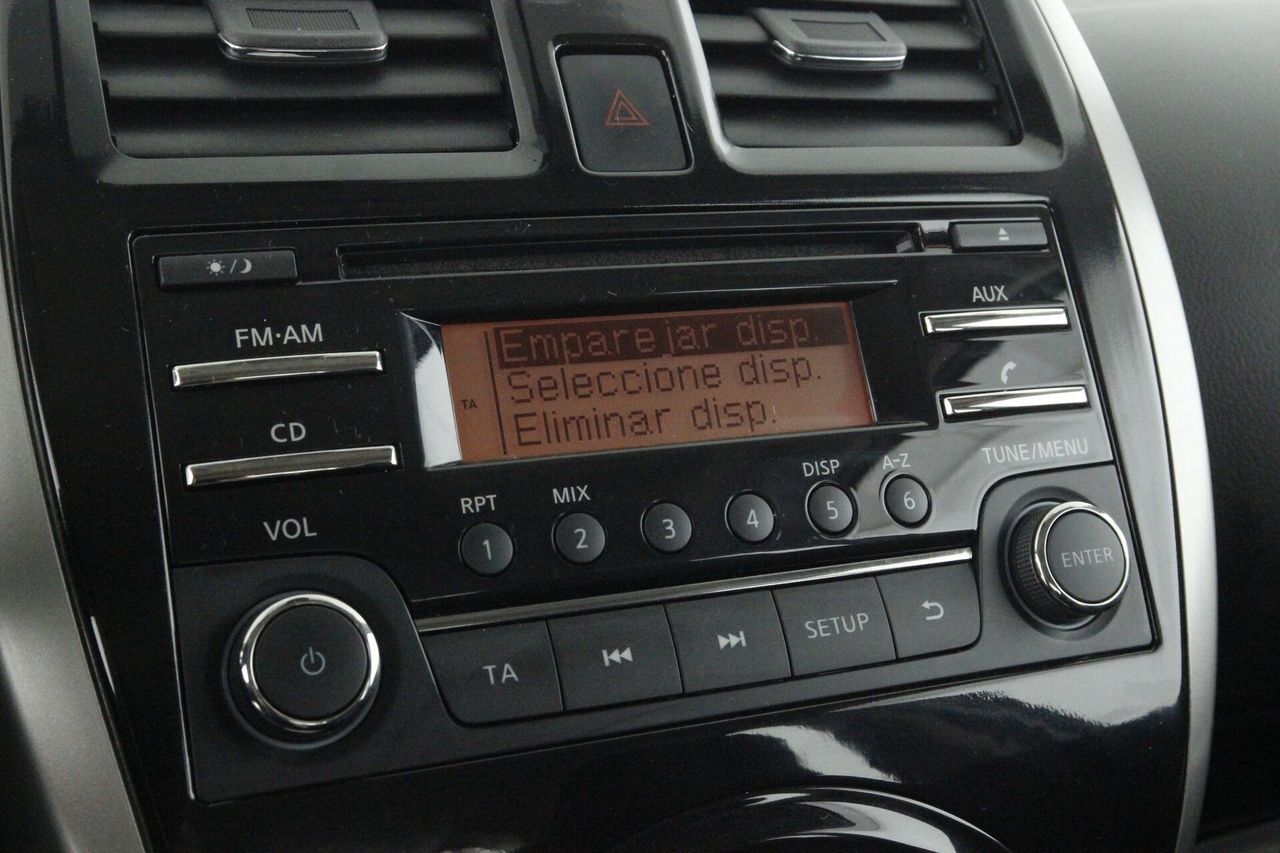 AUX
FM·AM
Emparejar disp.
TA
Seleccione disp.
Eliminar disp.
CD
TUNE/MENU
DISP
A-Z
RPT
MIX
VOL
1 2 3 4 5 6
ENTER
TA
SETUP